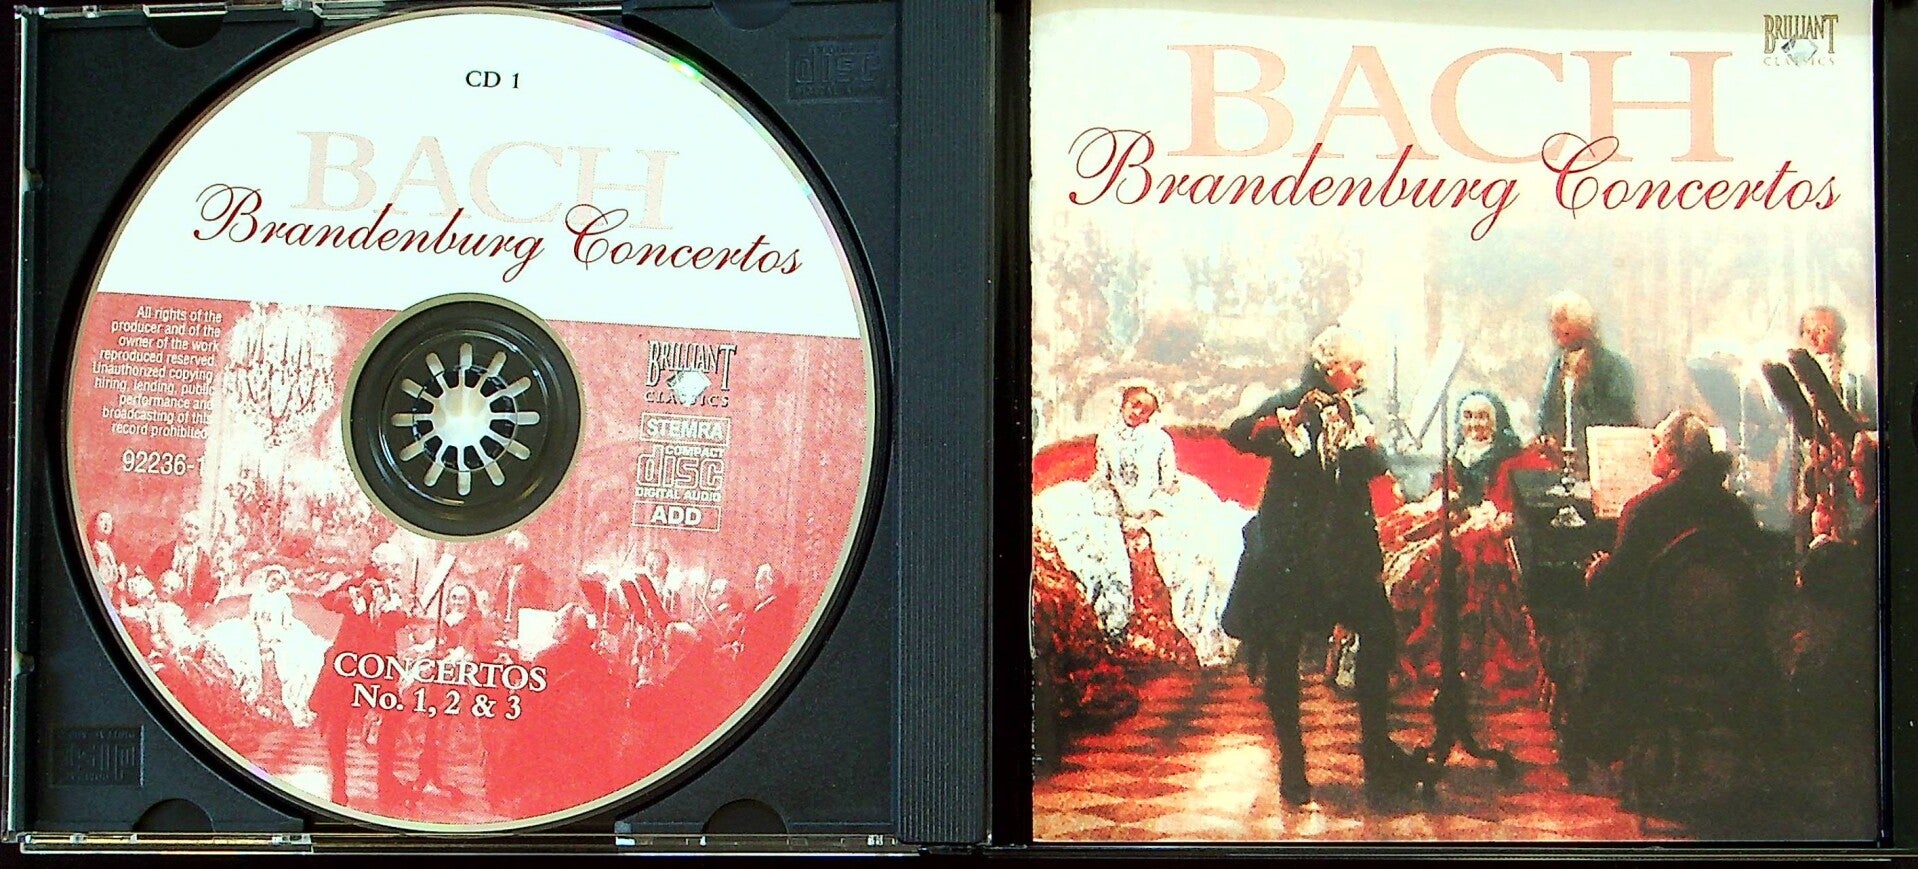 CD 1
BACH
Brandenburg Concertos
All rights of the
producer and of the
owner of the work
reproduced reserved.
Unauthorized copying,
hiring, lending, public
performance and
broadcasting of this
record prohibited.
92236-1
BRILLIANT
CLASSICS
STEMRA
COMPACT
disc
DIGITAL AUDIO
ADD
CONCERTOS
No. 1, 2 & 3
BRILLIANT
CLASSICS
BACH
Brandenburg Concertos